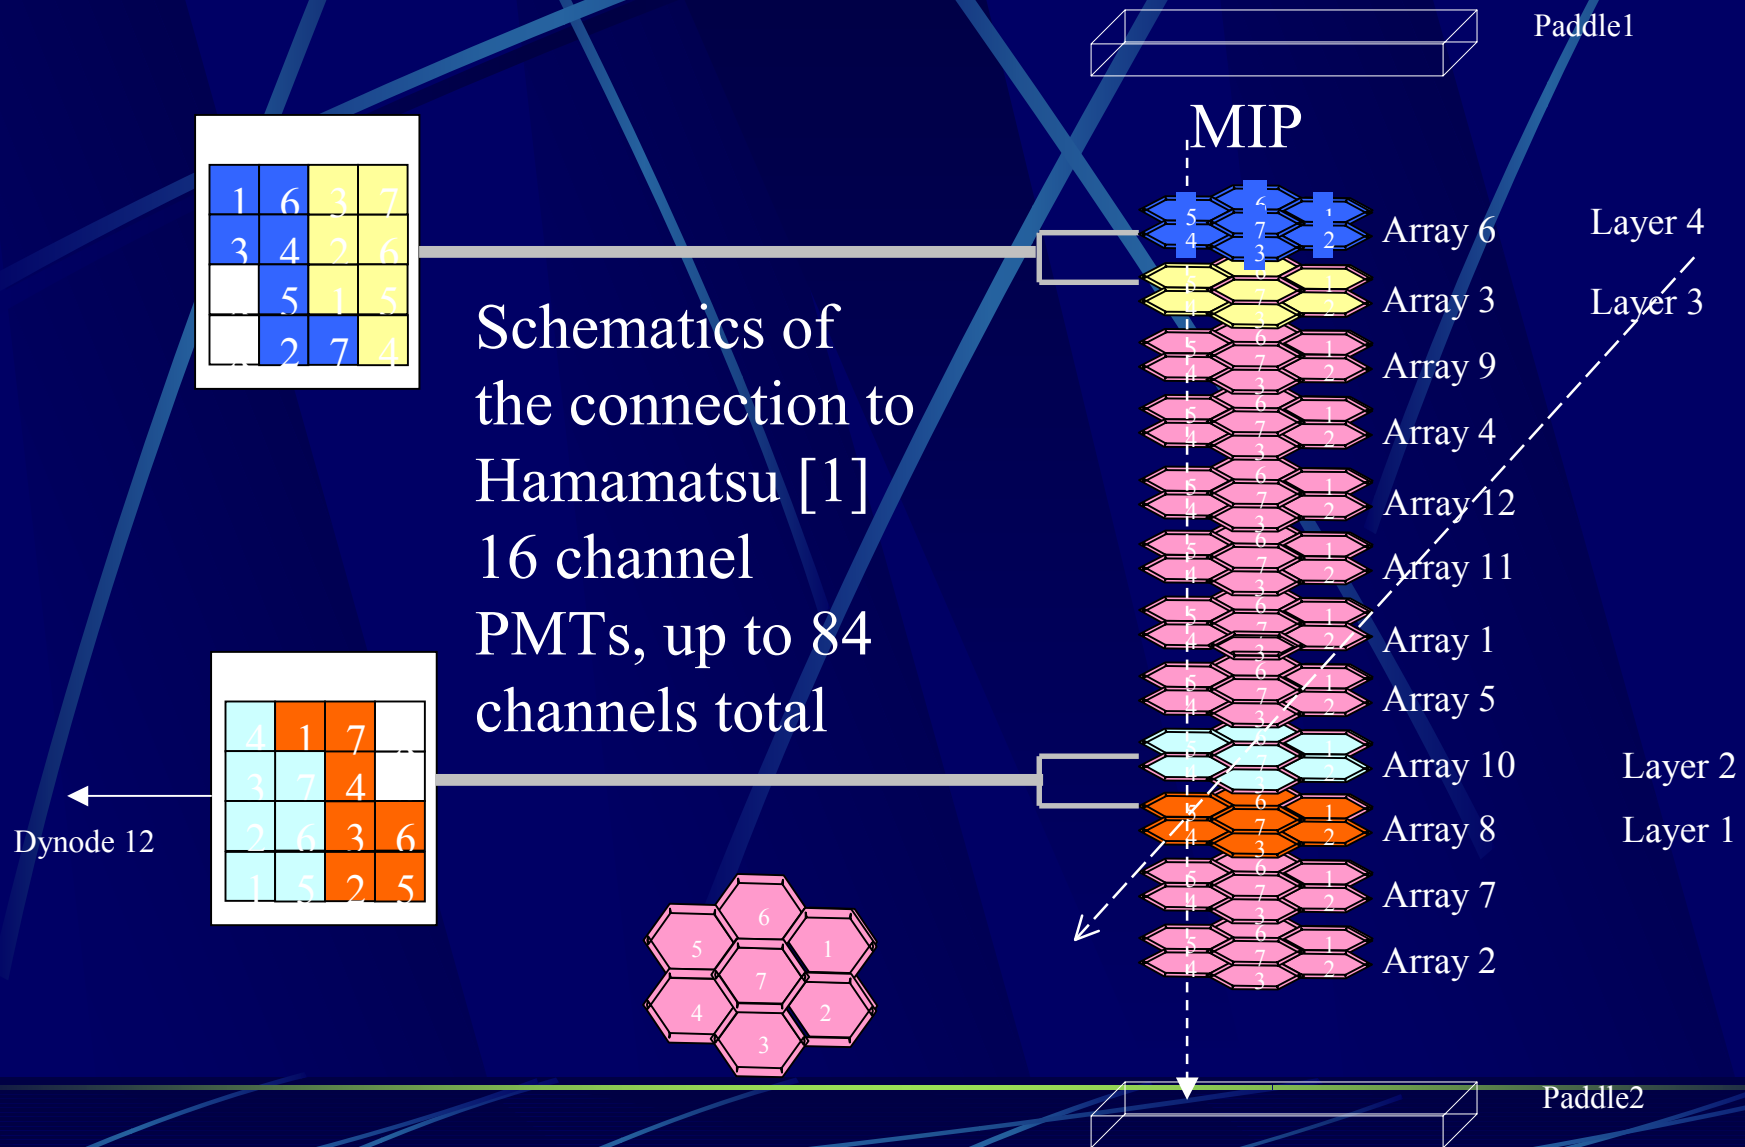 Paddle1
MIP
1 6 3 7
3 4 2 6
5 1 5
2 7 4
Array 6
Layer 4
Array 3
Layer 3
Array 9
Array 4
Array 12
Array 11
Array 1
Array 5
Array 10
Layer 2
Array 8
Layer 1
Array 7
Array 2
Schematics of
the connection to
Hamamatsu [1]
16 channel
PMTs, up to 84
channels total
4 1 7
3 7 4
2 6 3 6
1 5 2 5
Dynode 12
6
5 1
7
4 2
3
Paddle2